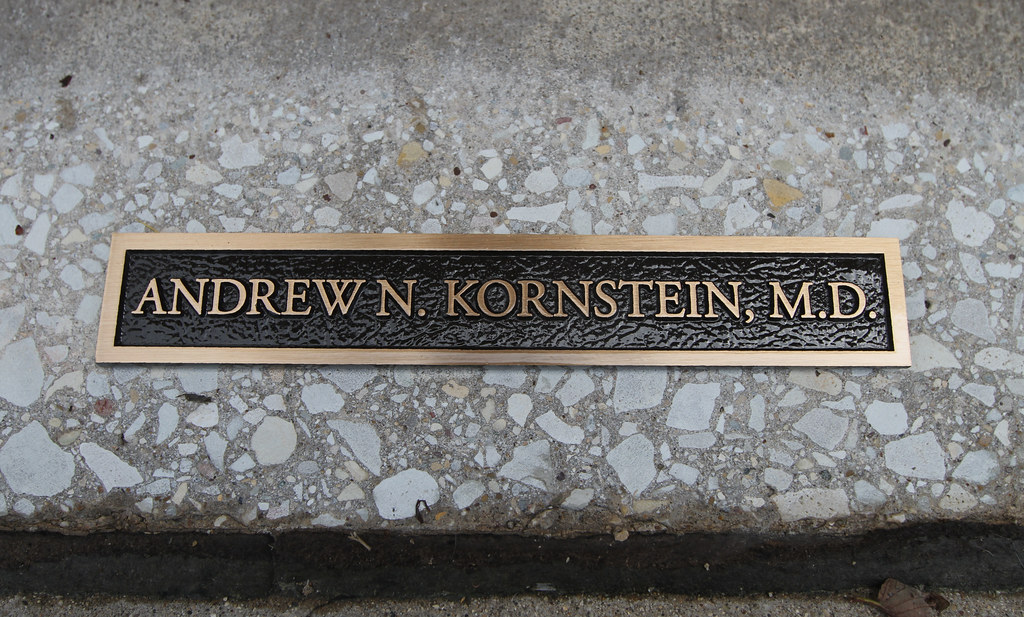 ANDREW N. KORNSTEIN, M.D.